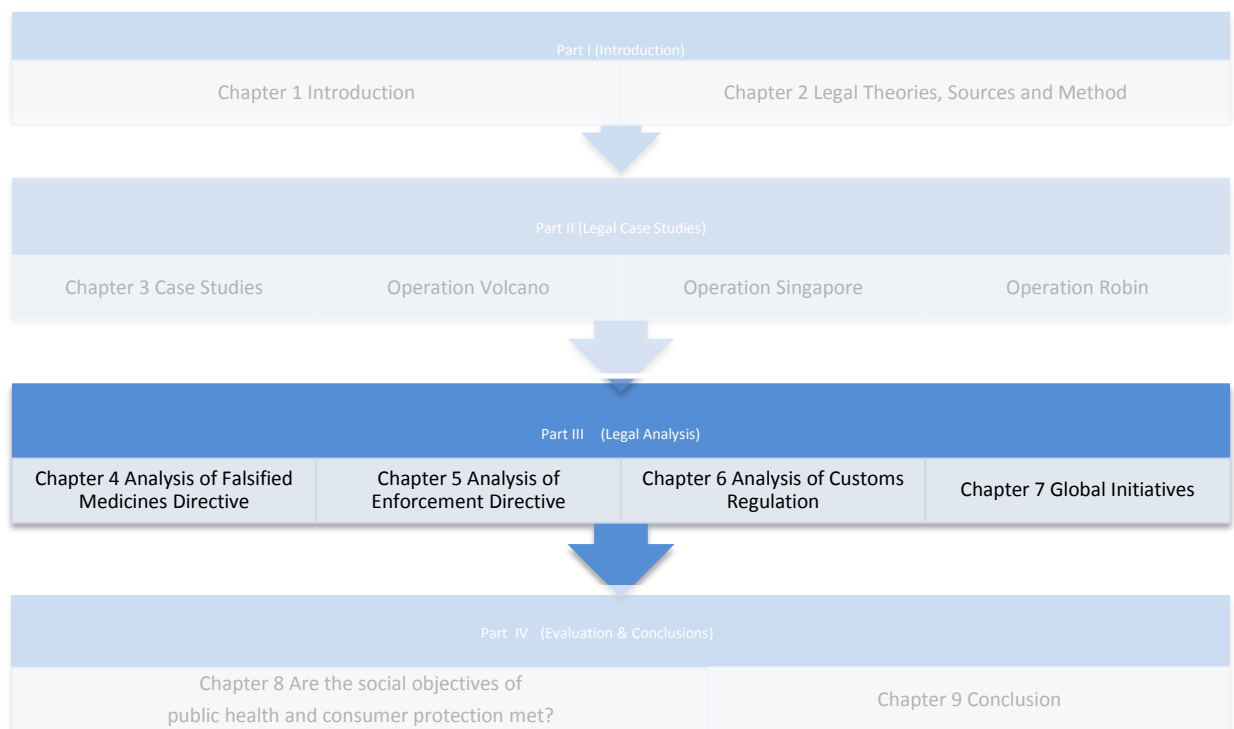 Part I (Introduction)
Chapter 1 Introduction
Chapter 2 Legal Theories, Sources and Method
Part II (Legal Case Studies)
Chapter 3 Case Studies
Operation Volcano
Operation Singapore
Operation Robin
Part III (Legal Analysis)
Chapter 4 Analysis of Falsified
Medicines Directive
Chapter 5 Analysis of
Enforcement Directive
Chapter 6 Analysis of Customs
Regulation
Chapter 7 Global Initiatives
Part IV (Evaluation & Conclusions)
Chapter 8 Are the social objectives of
public health and consumer protection met?
Chapter 9 Conclusion